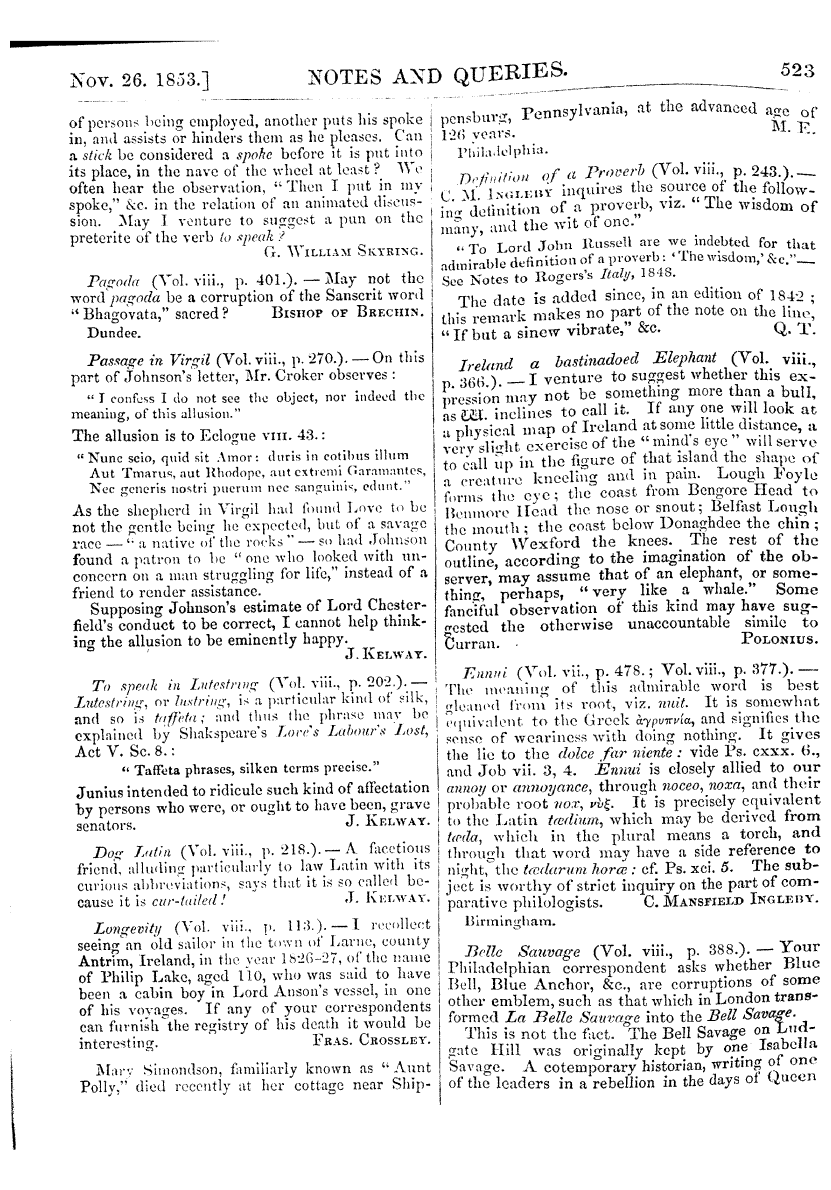 Nov. 26. 1853.] NOTES AND QUERIES. 523
of persons being employed, another puts his spoke
in, and assists or hinders them as he pleases. Can
a stick be considered a spoke before it is put into
its place, in the nave of the wheel at least? We
often hear the observation, "Then I put in my
spoke," &c. in the relation of an animated discus-
sion. May I venture to suggest a pun on the
preterite of the verb to speak?
G. WILLIAM SKYRING.
Pagoda (Vol. viii., p. 401.). — May not the
word pagoda be a corruption of the Sanscrit word
"Bhagovata," sacred? BISHOP OF BRECHIN.
Dundee.
Passage in Virgil (Vol. viii., p. 270.). — On this
part of Johnson's letter, Mr. Croker observes:
"I confess I do not see the object, nor indeed the
meaning, of this allusion."
The allusion is to Eclogue VIII. 43.:
"Nunc scio, quid sit Amor: duris in cotibus illum
Aut Tmarus, aut Rhodope, aut extremi Garamantes,
Nec generis nostri puerum nec sanguinis, edunt."
As the shepherd in Virgil had found Love to be
not the gentle being he expected, but of a savage
race — "a native of the rocks" — so had Johnson
found a patron to be "one who looked with un-
concern on a man struggling for life," instead of a
friend to render assistance.
Supposing Johnson's estimate of Lord Chester-
field's conduct to be correct, I cannot help think-
ing the allusion to be eminently happy.
J. KELWAY.
To speak in Lutestring (Vol. viii., p. 202.). —
Lutestring, or lustring, is a particular kind of silk,
and so is taffeta; and thus the phrase may be
explained by Shakspeare's Love's Labour's Lost,
Act V. Sc. 8.:
"Taffeta phrases, silken terms precise."
Junius intended to ridicule such kind of affectation
by persons who were, or ought to have been, grave
senators. J. KELWAY.
Dog Latin (Vol. viii., p. 218.). — A facetious
friend, alluding particularly to law Latin with its
curious abbreviations, says that it is so called be-
cause it is cur-tailed! J. KELWAY.
Longevity (Vol. viii., p. 113.). — I recollect
seeing an old sailor in the town of Larne, county
Antrim, Ireland, in the year 1826-27, of the name
of Philip Lake, aged 110, who was said to have
been a cabin boy in Lord Anson's vessel, in one
of his voyages. If any of your correspondents
can furnish the registry of his death it would be
interesting. FRAS. CROSSLEY.
Mary Simondson, familiarly known as "Aunt
Polly," died recently at her cottage near Ship-
pensburg, Pennsylvania, at the advanced age of
126 years. M. E.
Philadelphia.
Definition of a Proverb (Vol. viii., p. 243.). —
C. M. INGLEBY inquires the source of the follow-
ing definition of a proverb, viz. "The wisdom of
many, and the wit of one."
"To Lord John Russell are we indebted for that
admirable definition of a proverb: 'The wisdom,' &c."—
See Notes to Rogers's Italy, 1848.
The date is added since, in an edition of 1842;
this remark makes no part of the note on the line,
"If but a sinew vibrate," &c. Q. T.
Ireland a bastinadoed Elephant (Vol. viii.,
p. 366.). — I venture to suggest whether this ex-
pression may not be something more than a bull,
as inclines to call it. If any one will look at
a physical map of Ireland at some little distance, a
very slight exercise of the "mind's eye" will serve
to call up in the figure of that island the shape of
a creature kneeling and in pain. Lough Foyle
forms the eye; the coast from Bengore Head to
Benmore Head the nose or snout; Belfast Lough
the mouth; the coast below Donaghdee the chin;
County Wexford the knees. The rest of the
outline, according to the imagination of the ob-
server, may assume that of an elephant, or some-
thing, perhaps, "very like a whale." Some
fanciful observation of this kind may have sug-
gested the otherwise unaccountable simile to
Curran. POLONIUS.
Ennui (Vol. vii., p. 478.; Vol. viii., p. 377.). —
The meaning of this admirable word is best
gleaned from its root, viz. nuit. It is somewhat
equivalent to the Greek ἀγρυπνία, and signifies the
sense of weariness with doing nothing. It gives
the lie to the dolce far niente: vide Ps. cxxx. 6.,
and Job vii. 3, 4. Ennui is closely allied to our
annoy or annoyance, through noceo, noxa, and their
probable root nox, νὺξ. It is precisely equivalent
to the Latin tædium, which may be derived from
tæda, which in the plural means a torch, and
through that word may have a side reference to
night, the tædarum horæ: cf. Ps. xci. 5. The sub-
ject is worthy of strict inquiry on the part of com-
parative philologists. C. MANSFIELD INGLEBY.
Birmingham.
Belle Sauvage (Vol. viii., p. 388.). — Your
Philadelphian correspondent asks whether Blue
Bell, Blue Anchor, &c., are corruptions of some
other emblem, such as that which in London trans-
formed La Belle Sauvage into the Bell Savage.
This is not the fact. The Bell Savage on Lud-
gate Hill was originally kept by one Isabella
Savage. A cotemporary historian, writing of one
of the leaders in a rebellion in the days of Queen